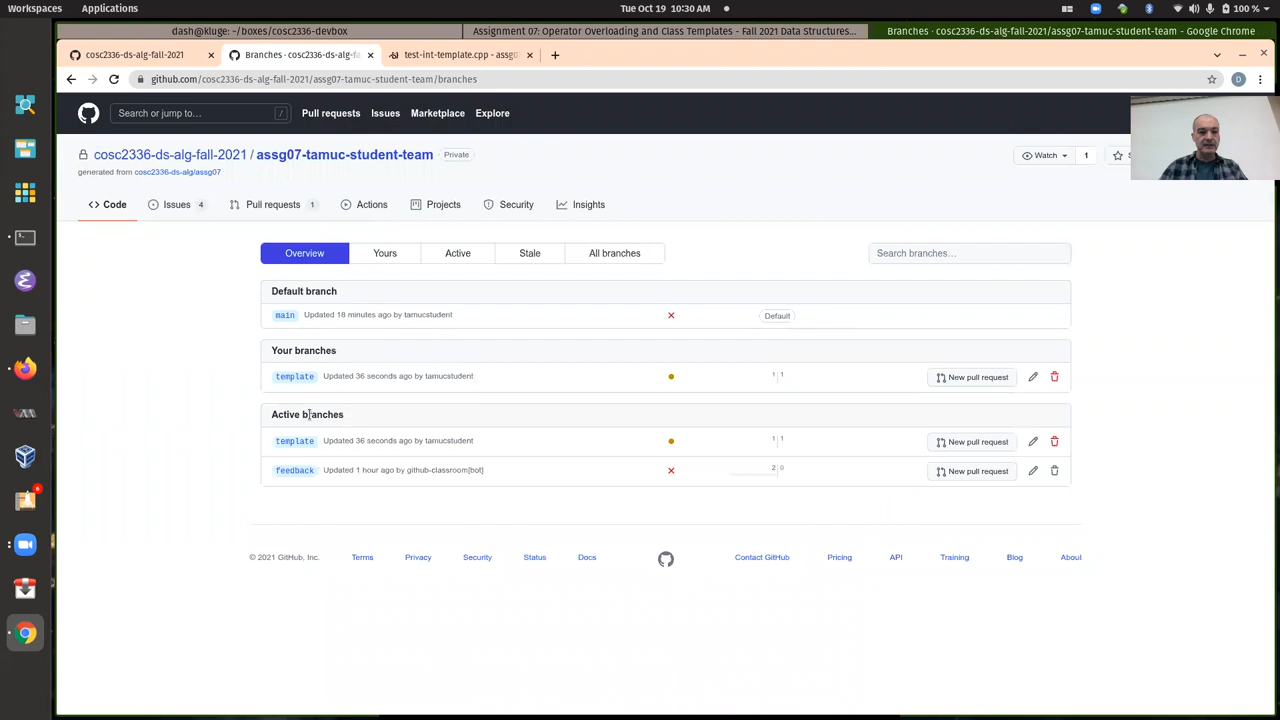 Workspaces Applications Tue Oct 19 10:30 AM 100 %
dash@kluge: ~/boxes/cosc2336-devbox Assignment 07: Operator Overloading and Class Templates - Fall 2021 Data Structures... Branches · cosc2336-ds-alg-fall-2021/assg07-tamuc-student-team - Google Chrome
cosc2336-ds-alg-fall-2021 Branches · cosc2336-ds-alg-fa test-int-template.cpp - assg
github.com/cosc2336-ds-alg-fall-2021/assg07-tamuc-student-team/branches D
Search or jump to... / Pull requests Issues Marketplace Explore
cosc2336-ds-alg-fall-2021 / assg07-tamuc-student-team Private Watch 1
generated from cosc2336-ds-alg/assg07
Code Issues 4 Pull requests 1 Actions Projects Security Insights
Overview Yours Active Stale All branches Search branches...
Default branch
main Updated 18 minutes ago by tamucstudent Default
Your branches
template Updated 36 seconds ago by tamucstudent 1 1 New pull request
Active branches
template Updated 36 seconds ago by tamucstudent 1 1 New pull request
feedback Updated 1 hour ago by github-classroom[bot] 2 0 New pull request
© 2021 GitHub, Inc. Terms Privacy Security Status Docs Contact GitHub Pricing API Training Blog About
6